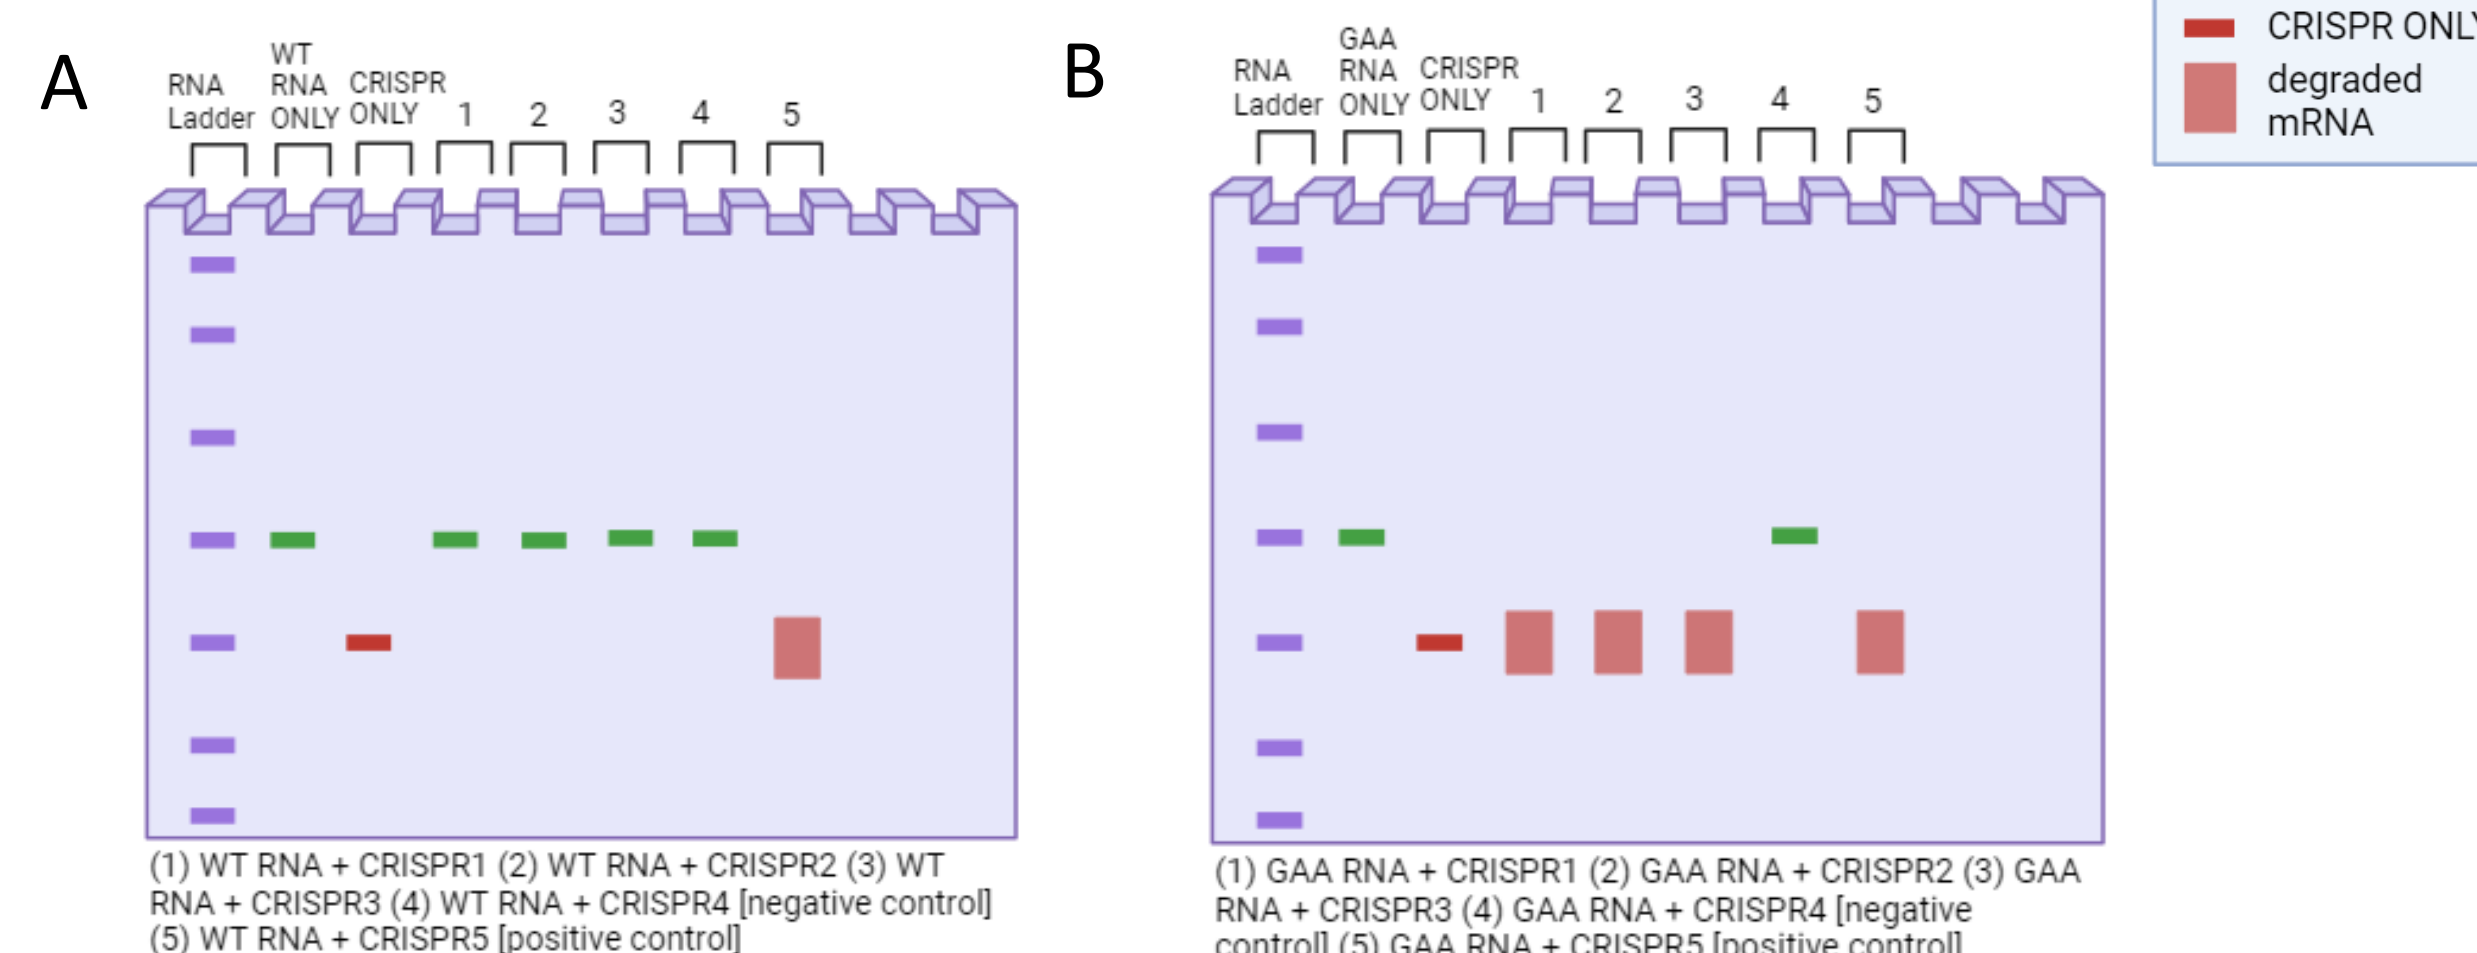 A
RNA
Ladder
WT
RNA
ONLY
CRISPR
ONLY
1
2
3
4
5
(1) WT RNA + CRISPR1 (2) WT RNA + CRISPR2 (3) WT
RNA + CRISPR3 (4) WT RNA + CRISPR4 [negative control]
(5) WT RNA + CRISPR5 [positive control]
B
RNA
Ladder
GAA
RNA
ONLY
CRISPR
ONLY
1
2
3
4
5
(1) GAA RNA + CRISPR1 (2) GAA RNA + CRISPR2 (3) GAA
RNA + CRISPR3 (4) GAA RNA + CRISPR4 [negative
control] (5) GAA RNA + CRISPR5 [positive control]
CRISPR ONLY
degraded
mRNA